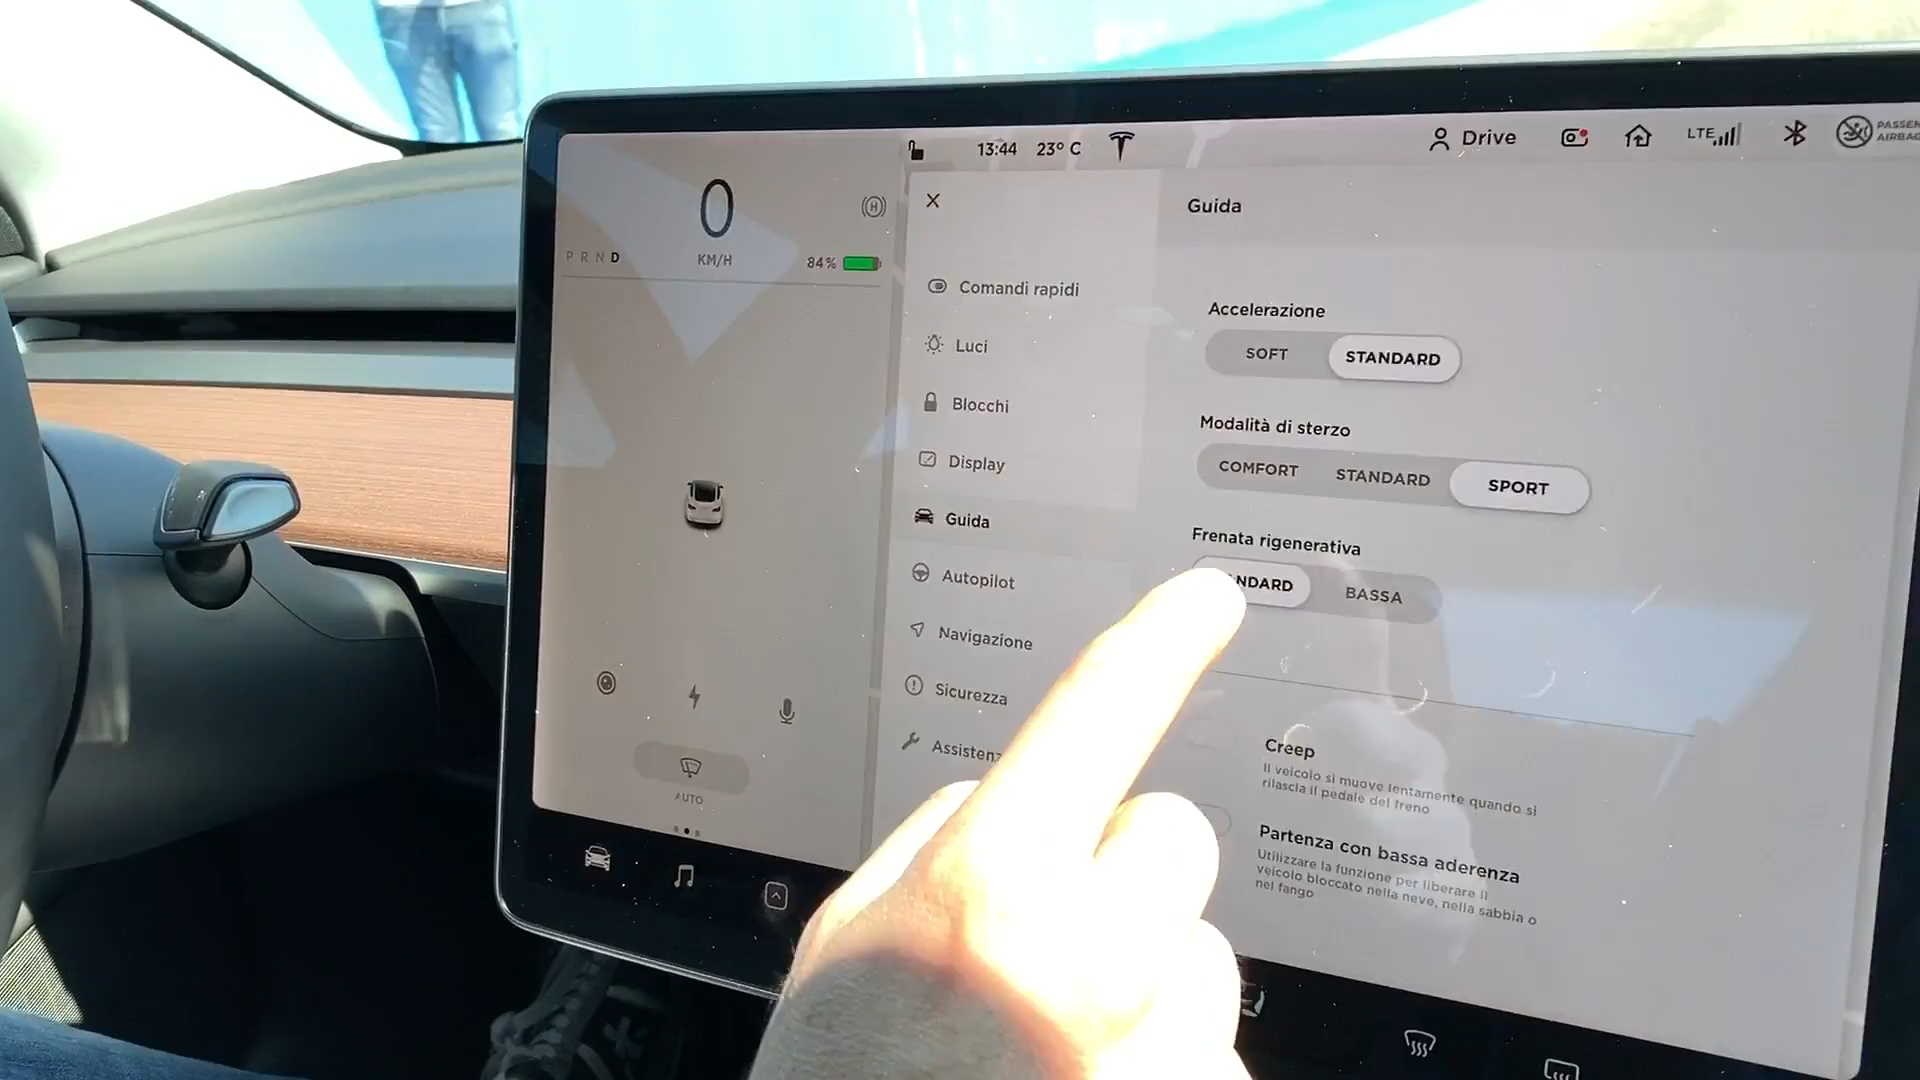 13:44 23° C
Drive
LTE
0
KM/H
P R N D
84%
Comandi rapidi
Luci
Blocchi
Display
Guida
Autopilot
Navigazione
Sicurezza
AUTO
Guida
Accelerazione
SOFT STANDARD
Modalità di sterzo
COMFORT STANDARD SPORT
Frenata rigenerativa
BASSA
Creep
Il veicolo si muove lentamente quando si
rilascia il pedale del freno
Partenza con bassa aderenza
Utilizzare la funzione per liberare il
veicolo bloccato nella neve, nella sabbia o
nel fango